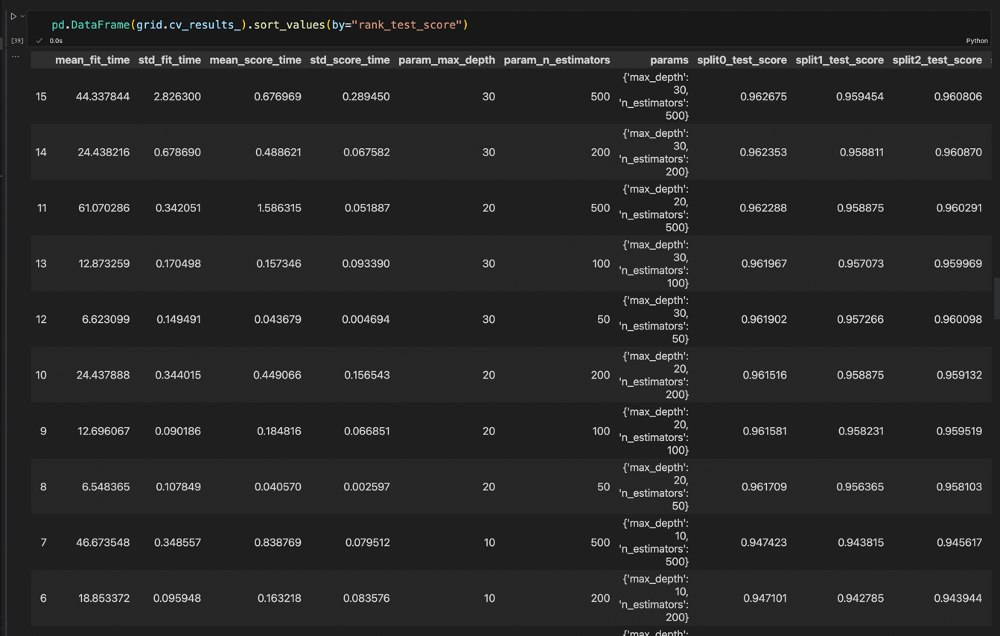 pd.DataFrame(grid.cv_results_).sort_values(by="rank_test_score")
[39] 0.0s Python
...
mean_fit_time std_fit_time mean_score_time std_score_time param_max_depth param_n_estimators params split0_test_score split1_test_score split2_test_score
15 44.337844 2.826300 0.676969 0.289450 30 500 {'max_depth': 30, 'n_estimators': 500} 0.962675 0.959454 0.960806
14 24.438216 0.678690 0.488621 0.067582 30 200 {'max_depth': 30, 'n_estimators': 200} 0.962353 0.958811 0.960870
11 61.070286 0.342051 1.586315 0.051887 20 500 {'max_depth': 20, 'n_estimators': 500} 0.962288 0.958875 0.960291
13 12.873259 0.170498 0.157346 0.093390 30 100 {'max_depth': 30, 'n_estimators': 100} 0.961967 0.957073 0.959969
12 6.623099 0.149491 0.043679 0.004694 30 50 {'max_depth': 30, 'n_estimators': 50} 0.961902 0.957266 0.960098
10 24.437888 0.344015 0.449066 0.156543 20 200 {'max_depth': 20, 'n_estimators': 200} 0.961516 0.958875 0.959132
9 12.696067 0.090186 0.184816 0.066851 20 100 {'max_depth': 20, 'n_estimators': 100} 0.961581 0.958231 0.959519
8 6.548365 0.107849 0.040570 0.002597 20 50 {'max_depth': 20, 'n_estimators': 50} 0.961709 0.956365 0.958103
7 46.673548 0.348557 0.838769 0.079512 10 500 {'max_depth': 10, 'n_estimators': 500} 0.947423 0.943815 0.945617
6 18.853372 0.095948 0.163218 0.083576 10 200 {'max_depth': 10, 'n_estimators': 200} 0.947101 0.942785 0.943944
{'max_depth':